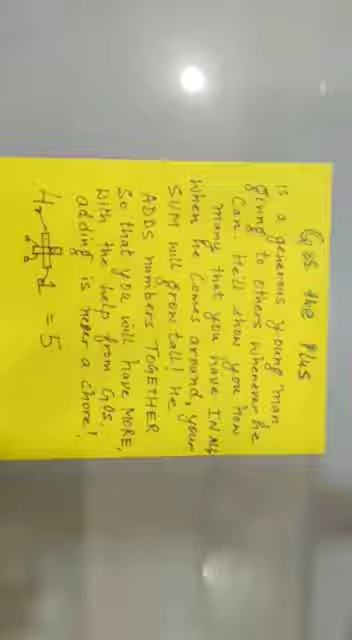 Gus the Plus
is a generous young man
giving to others whenever he
can. He'll show you how
many that you have IN ALL
When he comes around, your
SUM will grow tall! He
ADDS numbers TOGETHER
So that you will have MORE,
With the help from Gus,
adding is never a chore!
4 + 1 = 5